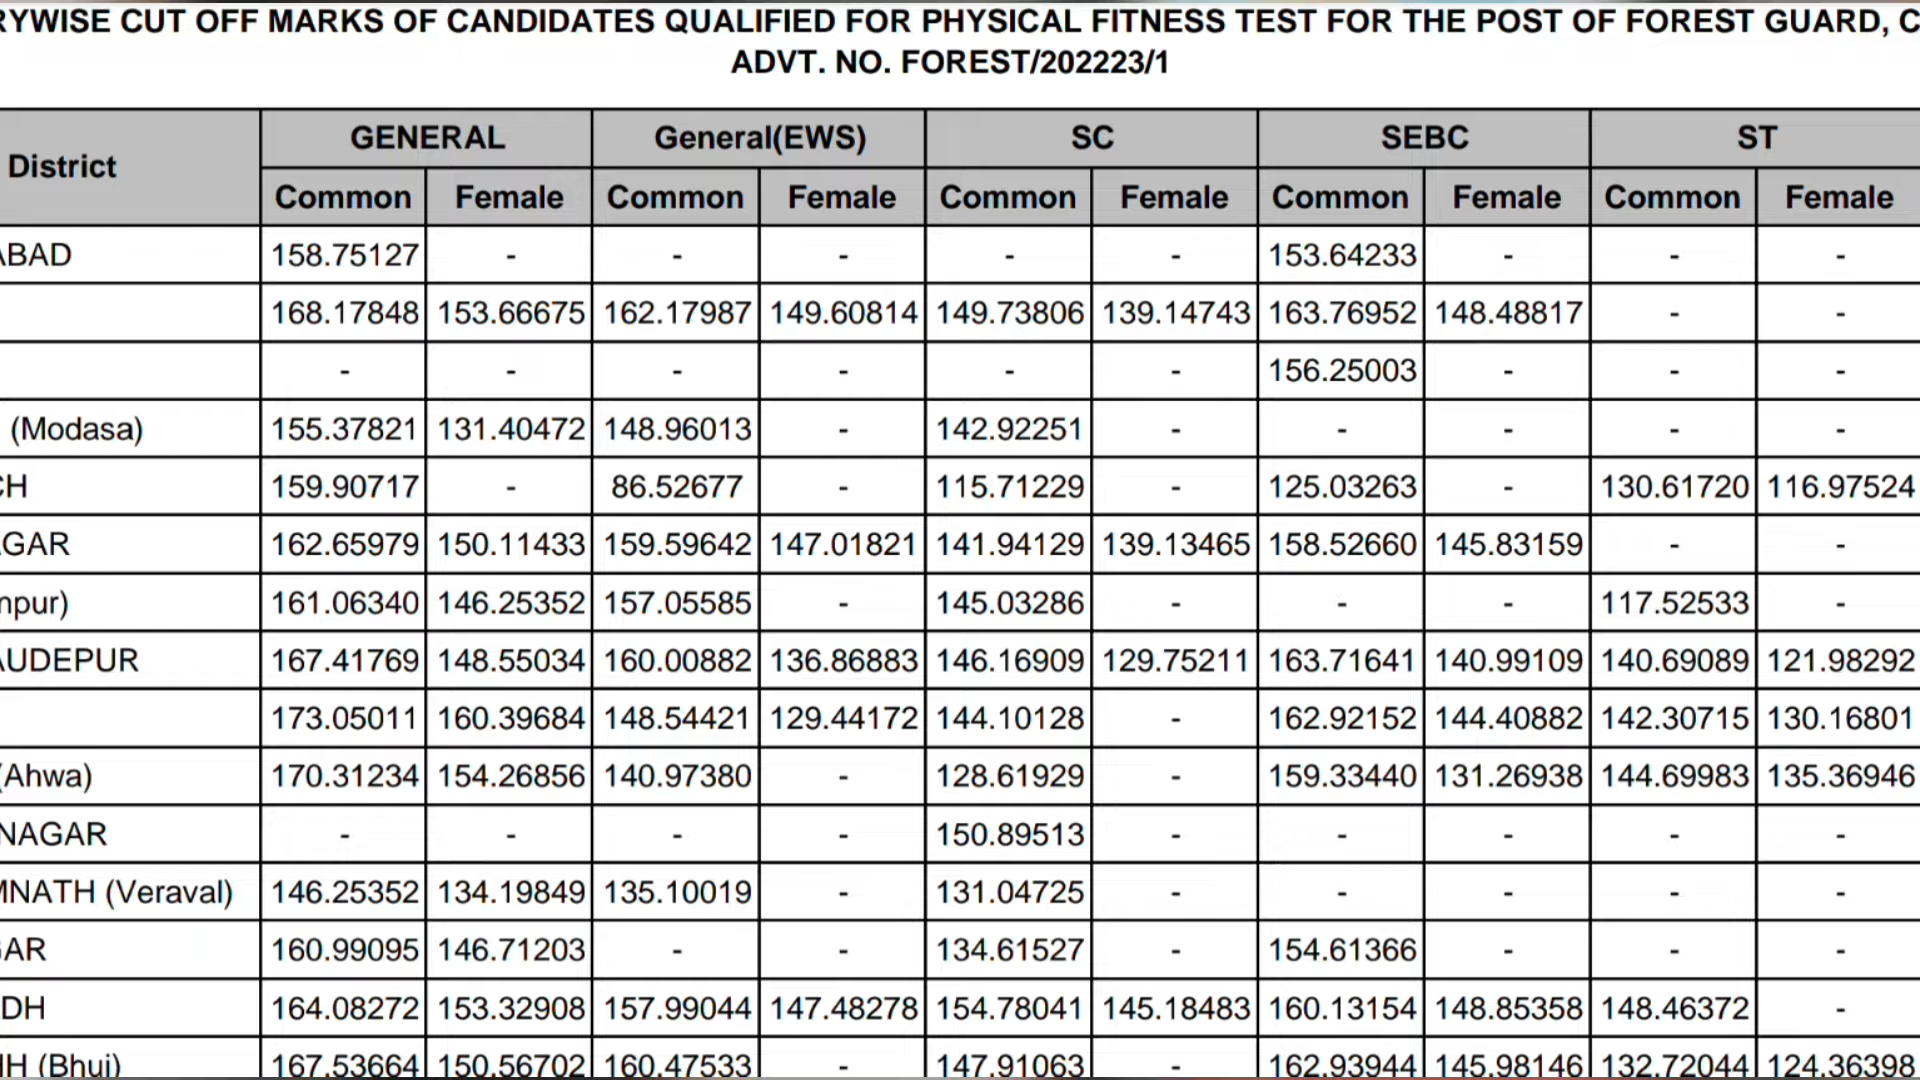 RYWISE CUT OFF MARKS OF CANDIDATES QUALIFIED FOR PHYSICAL FITNESS TEST FOR THE POST OF FOREST GUARD, C
ADVT. NO. FOREST/202223/1
District GENERAL General(EWS) SC SEBC ST
Common Female Common Female Common Female Common Female Common Female
ABAD 158.75127 - - - - - 153.64233 - - -
168.17848 153.66675 162.17987 149.60814 149.73806 139.14743 163.76952 148.48817 - -
- - - - - - 156.25003 - - -
(Modasa) 155.37821 131.40472 148.96013 - 142.92251 - - - - -
CH 159.90717 - 86.52677 - 115.71229 - 125.03263 - 130.61720 116.97524
AGAR 162.65979 150.11433 159.59642 147.01821 141.94129 139.13465 158.52660 145.83159 - -
npur) 161.06340 146.25352 157.05585 - 145.03286 - - - 117.52533 -
AUDEPUR 167.41769 148.55034 160.00882 136.86883 146.16909 129.75211 163.71641 140.99109 140.69089 121.98292
173.05011 160.39684 148.54421 129.44172 144.10128 - 162.92152 144.40882 142.30715 130.16801
(Ahwa) 170.31234 154.26856 140.97380 - 128.61929 - 159.33440 131.26938 144.69983 135.36946
NAGAR - - - - 150.89513 - - - - -
MNATH (Veraval) 146.25352 134.19849 135.10019 - 131.04725 - - - - -
GAR 160.99095 146.71203 - - 134.61527 - 154.61366 - - -
DH 164.08272 153.32908 157.99044 147.48278 154.78041 145.18483 160.13154 148.85358 148.46372 -
HH (Bhuj) 167.53664 150.56702 160.47533 - 147.91063 - 162.93944 145.98146 132.72044 124.36398